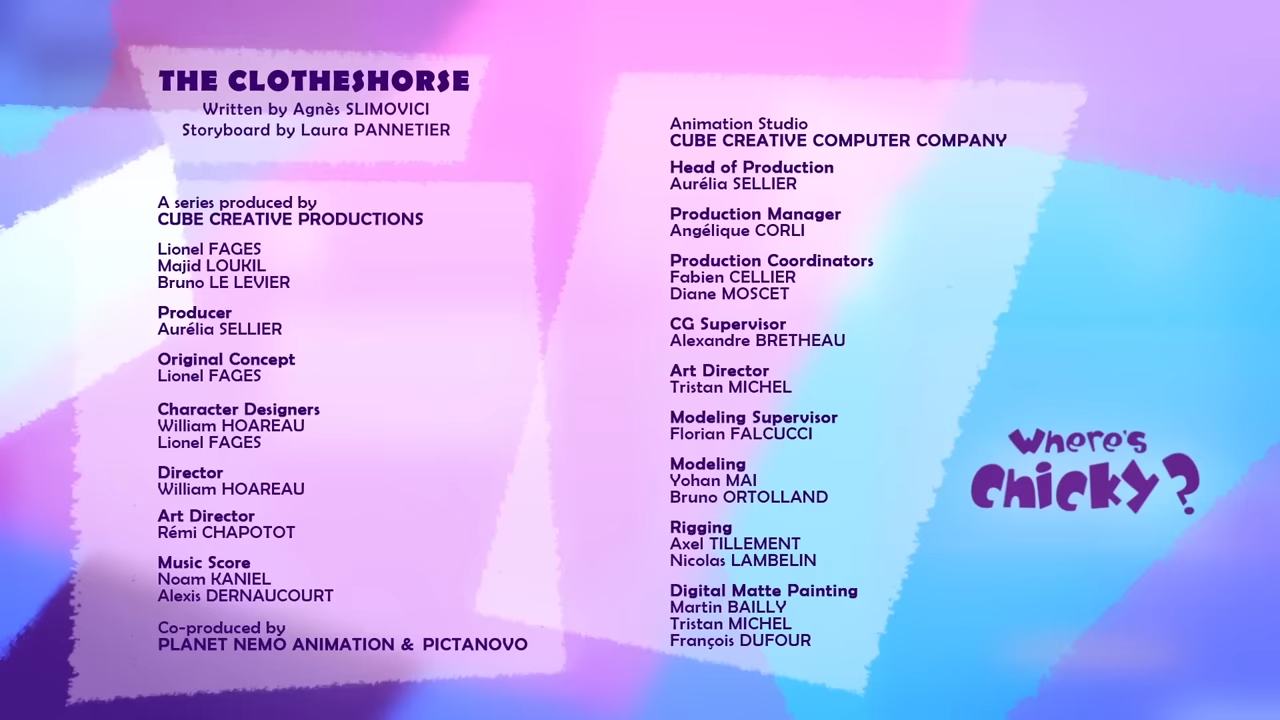 THE CLOTHESHORSE
Written by Agnès SLIMOVICI
Storyboard by Laura PANNETIER
A series produced by
CUBE CREATIVE PRODUCTIONS
Lionel FAGES
Majid LOUKIL
Bruno LE LEVIER
Producer
Aurélia SELLIER
Original Concept
Lionel FAGES
Character Designers
William HOAREAU
Lionel FAGES
Director
William HOAREAU
Art Director
Rémi CHAPOTOT
Music Score
Noam KANIEL
Alexis DERNAUCOURT
Co-produced by
PLANET NEMO ANIMATION & PICTANOVO
Animation Studio
CUBE CREATIVE COMPUTER COMPANY
Head of Production
Aurélia SELLIER
Production Manager
Angélique CORLI
Production Coordinators
Fabien CELLIER
Diane MOSCET
CG Supervisor
Alexandre BRETHEAU
Art Director
Tristan MICHEL
Modeling Supervisor
Florian FALCUCCI
Modeling
Yohan MAI
Bruno ORTOLLAND
Rigging
Axel TILLEMENT
Nicolas LAMBELIN
Digital Matte Painting
Martin BAILLY
Tristan MICHEL
François DUFOUR
Where's
Chicky?